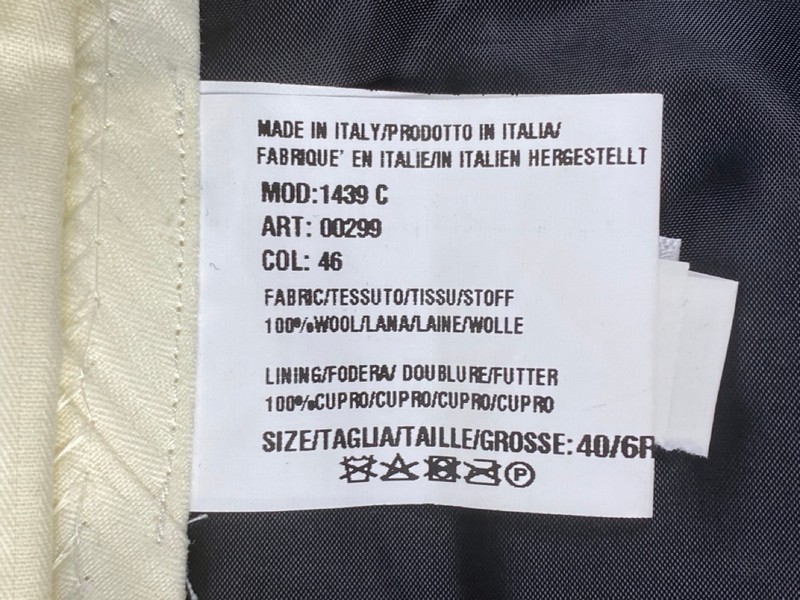 MADE IN ITALY/PRODOTTO IN ITALIA/
FABRIQUE' EN ITALIE/IN ITALIEN HERGESTELLT
MOD:1439 C
ART: 00299
COL: 46
FABRIC/TESSUTO/TISSU/STOFF
100%WOOL/LANA/LAINE/WOLLE
LINING/FODERA/ DOUBLURE/FUTTER
100%CUPRO/CUPRO/CUPRO/CUPRO
SIZE/TAGLIA/TAILLE/GROSSE: 40/6R
P